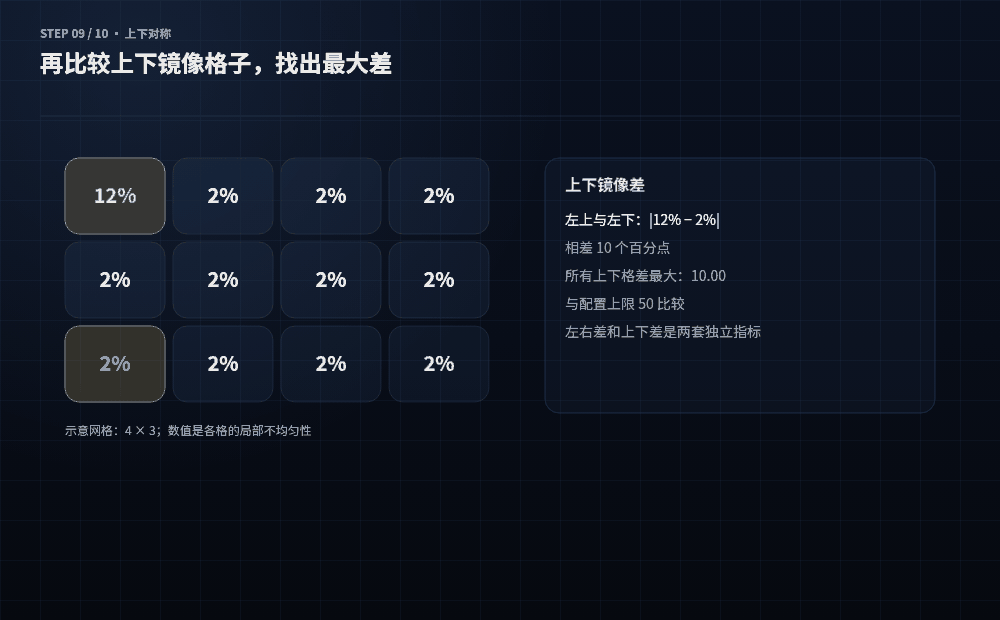 STEP 09 / 10 · 上下对称
再比较上下镜像格子，找出最大差
12% 2% 2% 2%
2% 2% 2% 2%
2% 2% 2% 2%
示意网格：4 × 3；数值是各格的局部不均匀性
上下镜像差
左上与左下：|12% − 2%|
相差 10 个百分点
所有上下格差最大：10.00
与配置上限 50 比较
左右差和上下差是两套独立指标